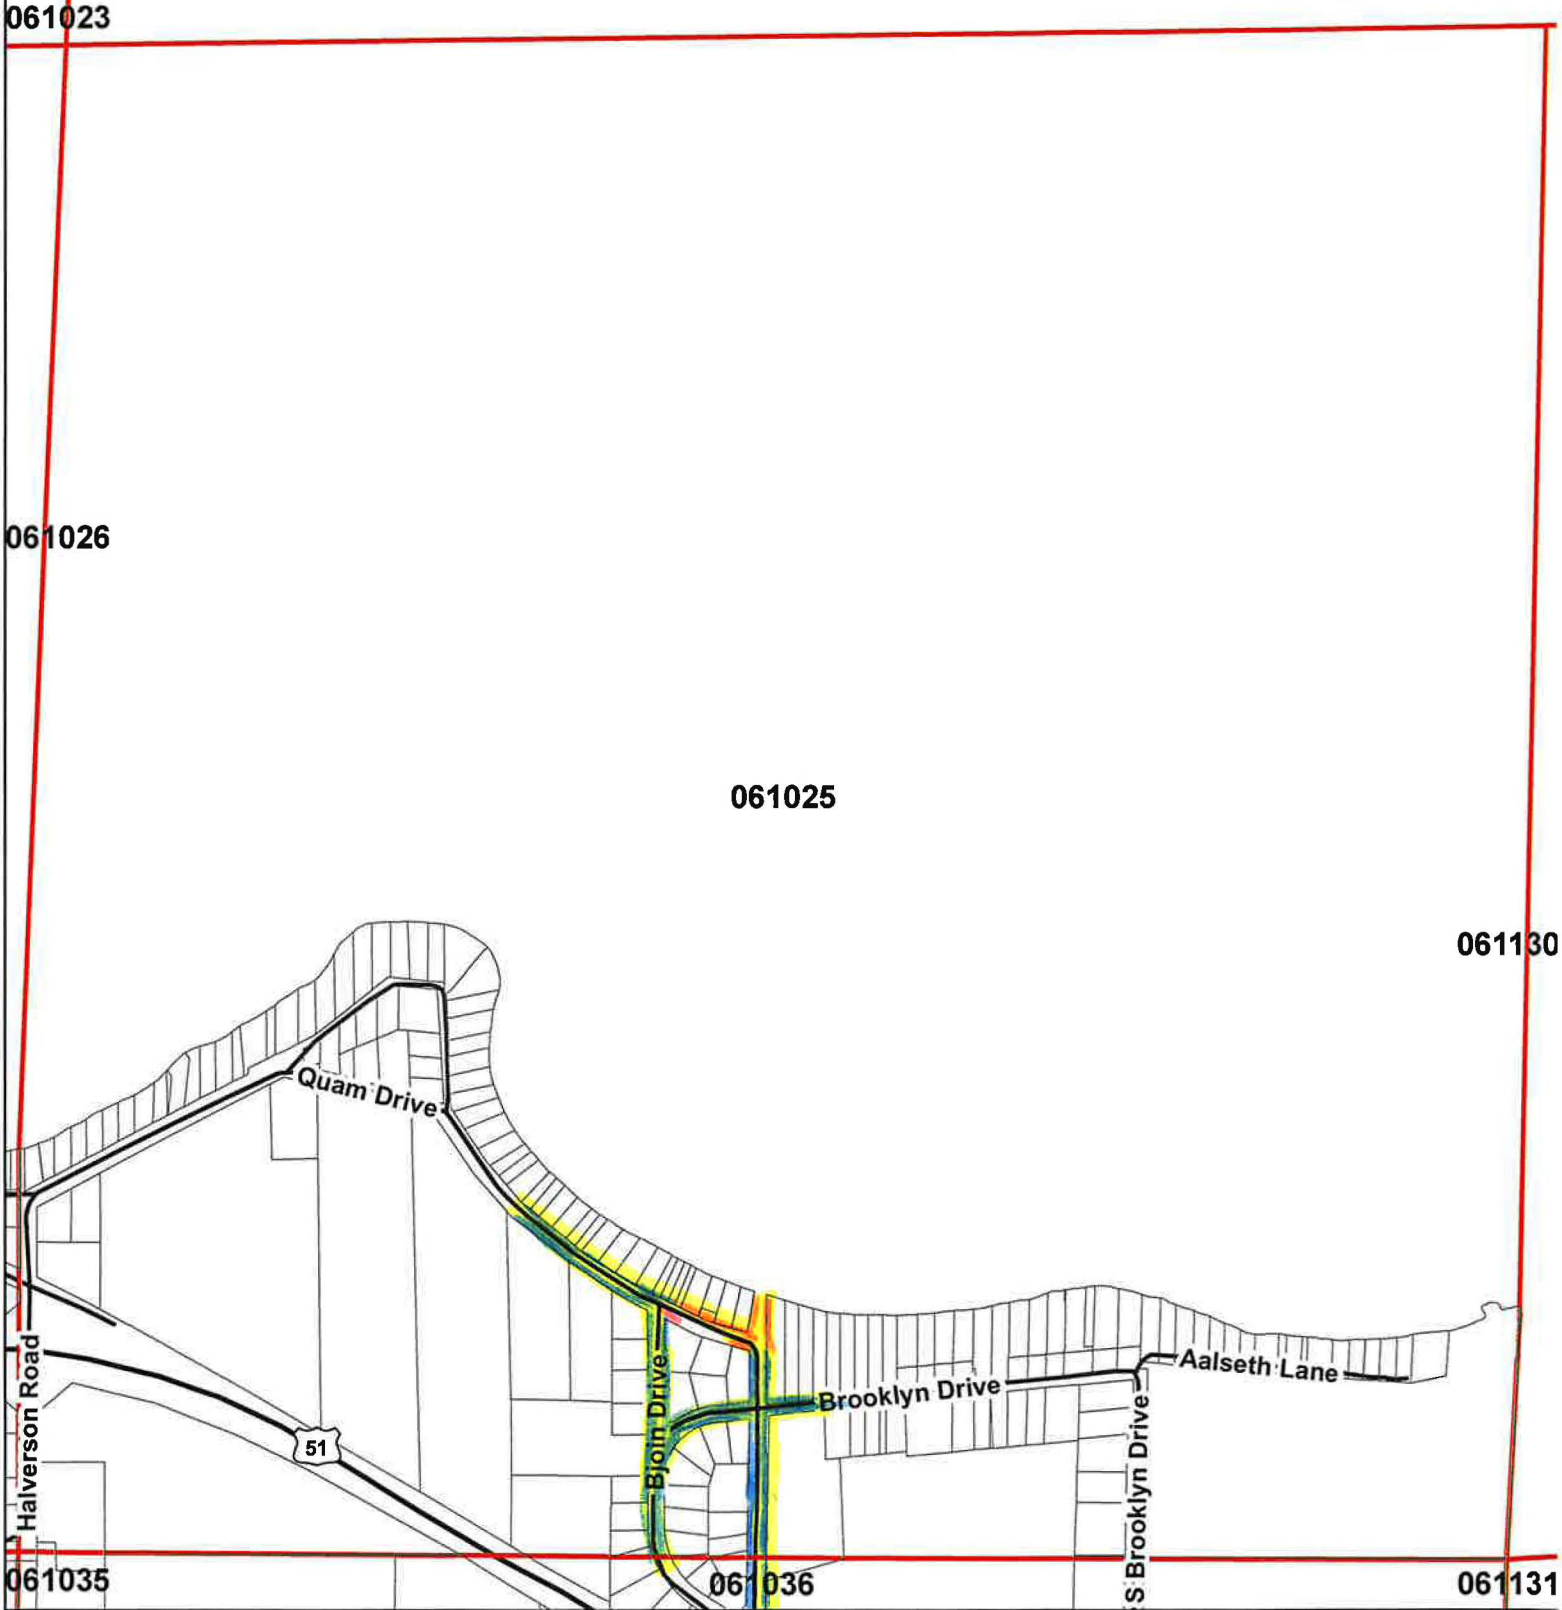 061023
061026
061025
061130
Quam Drive
Aalseth Lane
Brooklyn Drive
Bjoin Drive
51
Halverson Road
S Brooklyn Drive
061035
061036
061131